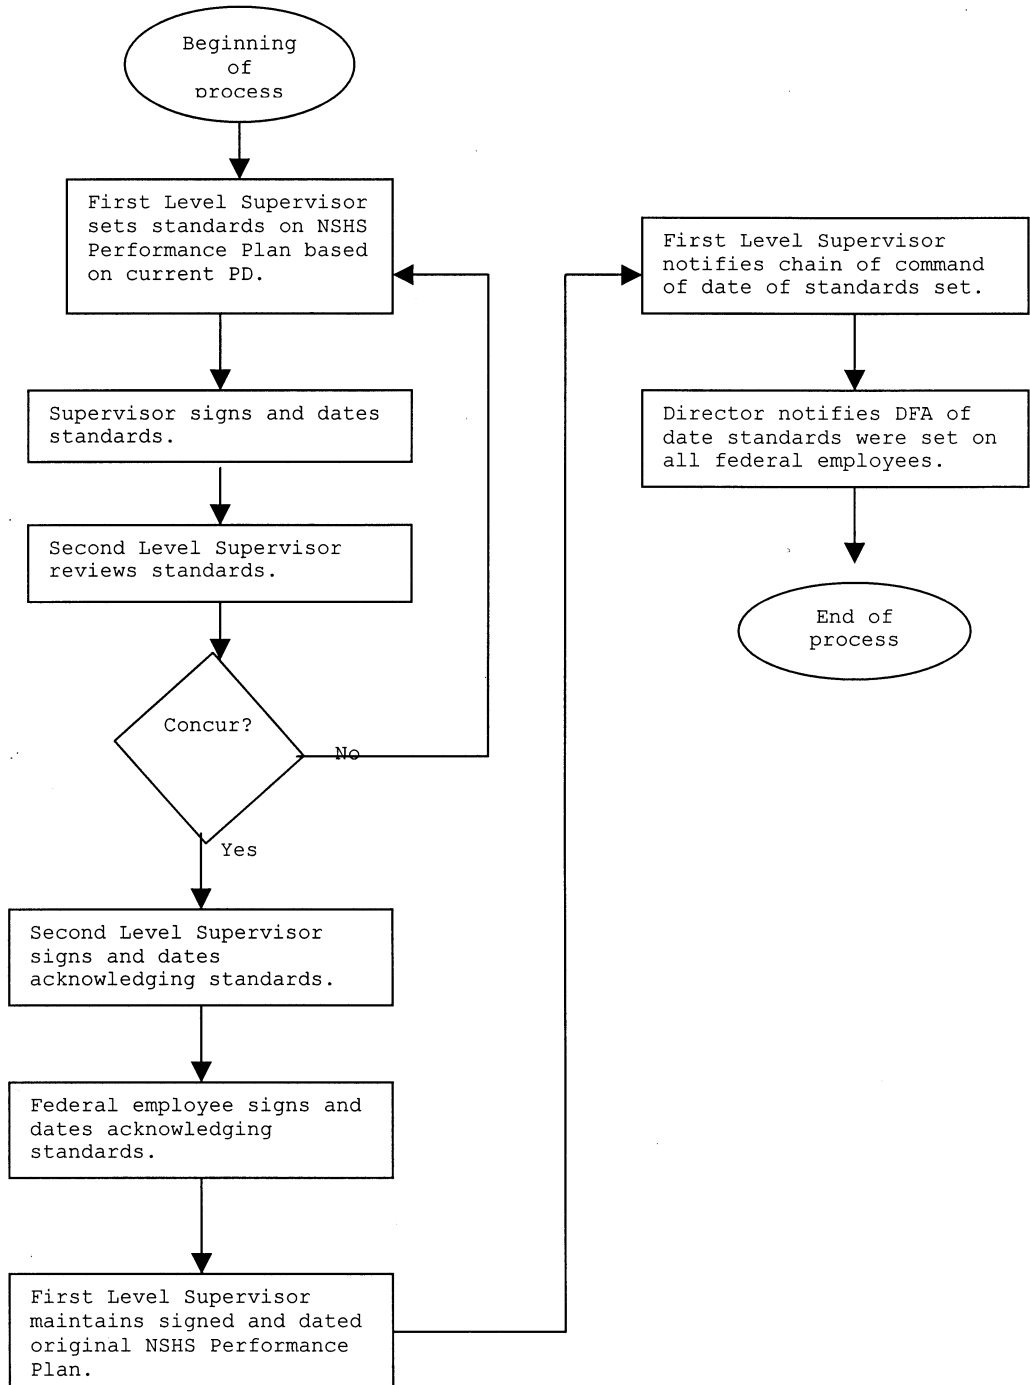 Beginning
of
process
First Level Supervisor
sets standards on NSHS
Performance Plan based
on current PD.
Supervisor signs and dates
standards.
Second Level Supervisor
reviews standards.
Concur?
No
Yes
Second Level Supervisor
signs and dates
acknowledging standards.
Federal employee signs and
dates acknowledging
standards.
First Level Supervisor
maintains signed and dated
original NSHS Performance
Plan.
First Level Supervisor
notifies chain of command
of date of standards set.
Director notifies DFA of
date standards were set on
all federal employees.
End of
process